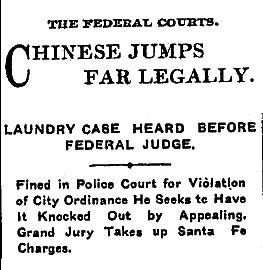 THE FEDERAL COURTS.
CHINESE JUMPS
FAR LEGALLY.
LAUNDRY CASE HEARD BEFORE
FEDERAL JUDGE.
Fined in Police Court for Violation
of City Ordinance He Seeks to Have
It Knocked Out by Appealing.
Grand Jury Takes up Santa Fe
Charges.